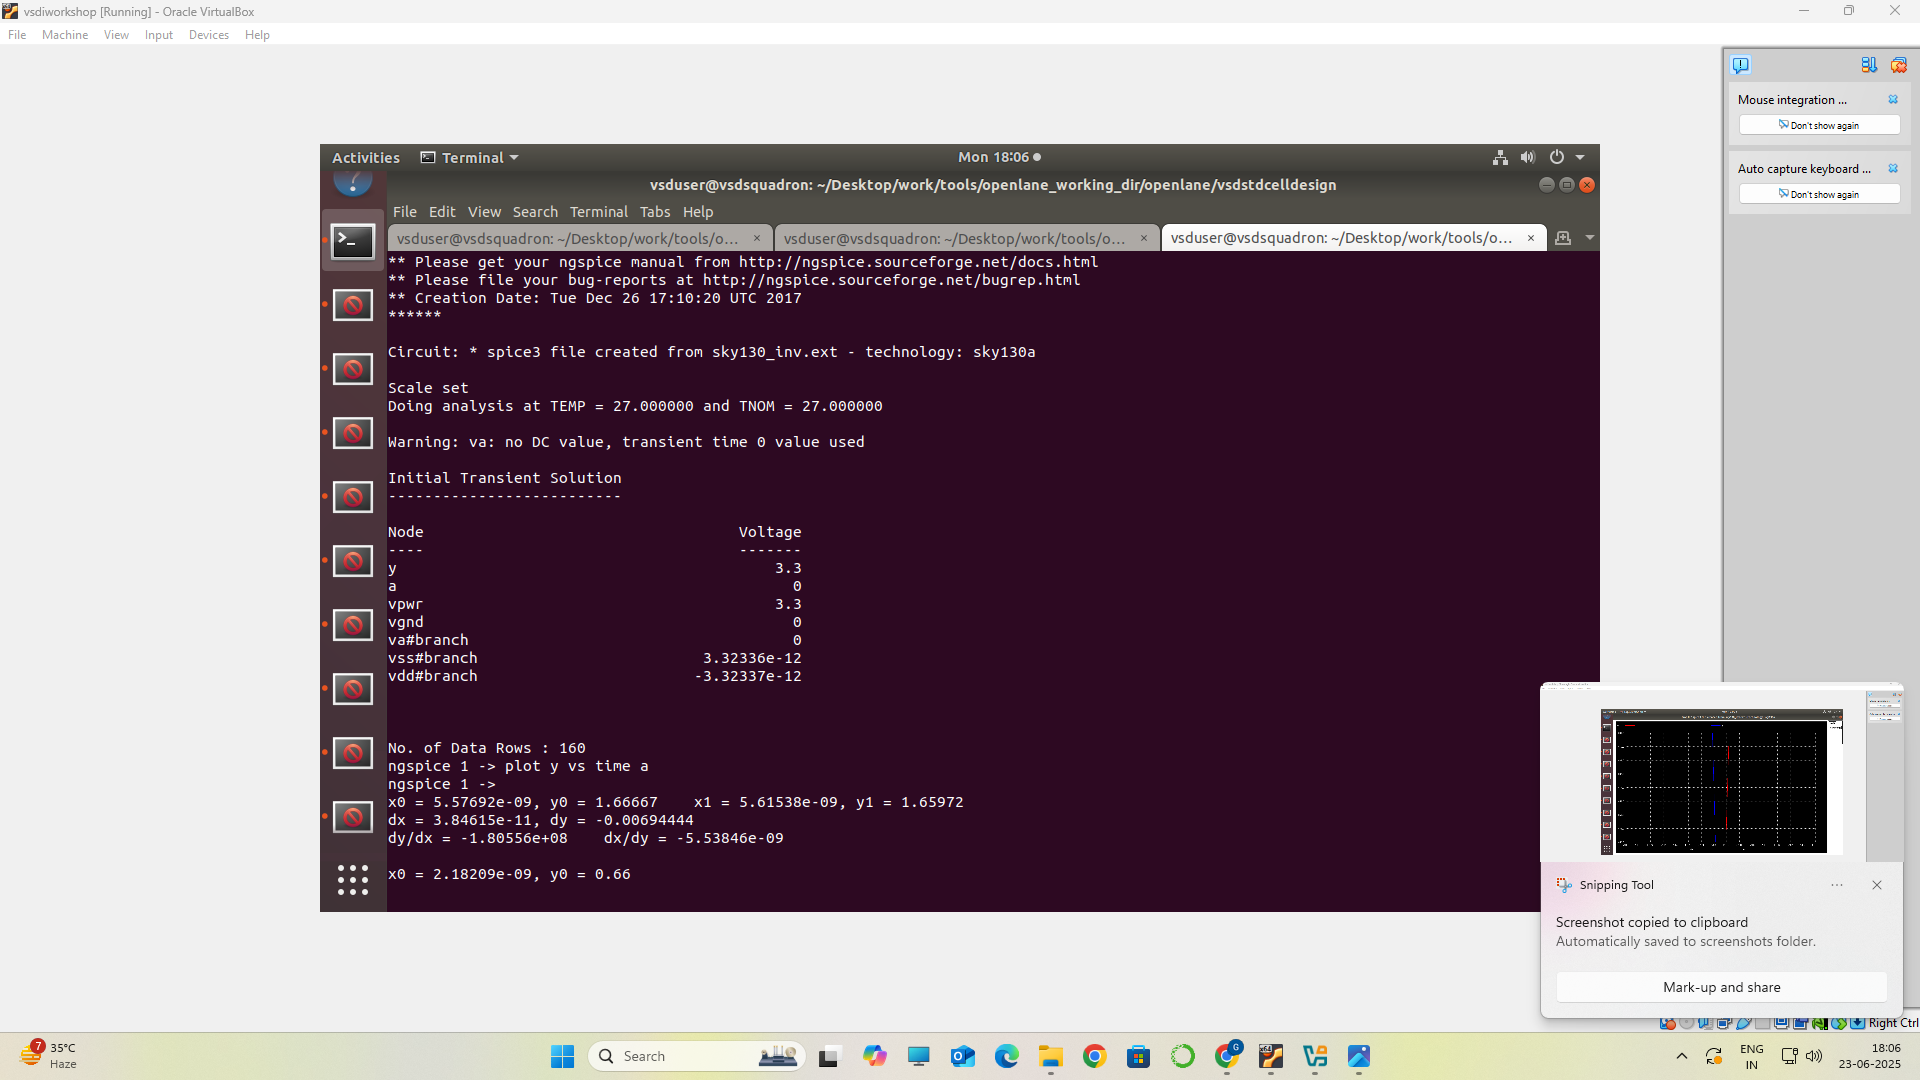 vsdiworkshop [Running] - Oracle VirtualBox
File Machine View Input Devices Help
Mouse integration ...
Don't show again
Auto capture keyboard ...
Don't show again
Activities Terminal Mon 18:06
vsduser@vsdsquadron: ~/Desktop/work/tools/openlane_working_dir/openlane/vsdstdcelldesign
File Edit View Search Terminal Tabs Help
vsduser@vsdsquadron: ~/Desktop/work/tools/o... × vsduser@vsdsquadron: ~/Desktop/work/tools/o... × vsduser@vsdsquadron: ~/Desktop/work/tools/o... ×
** Please get your ngspice manual from http://ngspice.sourceforge.net/docs.html
** Please file your bug-reports at http://ngspice.sourceforge.net/bugrep.html
** Creation Date: Tue Dec 26 17:10:20 UTC 2017
******
Circuit: * spice3 file created from sky130_inv.ext - technology: sky130a
Scale set
Doing analysis at TEMP = 27.000000 and TNOM = 27.000000
Warning: va: no DC value, transient time 0 value used
Initial Transient Solution
--------------------------
Node Voltage
---- -------
y 3.3
a 0
vpwr 3.3
vgnd 0
va#branch 0
vss#branch 3.32336e-12
vdd#branch -3.32337e-12
No. of Data Rows : 160
ngspice 1 -> plot y vs time a
ngspice 1 ->
x0 = 5.57692e-09, y0 = 1.66667 x1 = 5.61538e-09, y1 = 1.65972
dx = 3.84615e-11, dy = -0.00694444
dy/dx = -1.80556e+08 dx/dy = -5.53846e-09
x0 = 2.18209e-09, y0 = 0.66
Snipping Tool
Screenshot copied to clipboard
Automatically saved to screenshots folder.
Mark-up and share
Right Ctrl
7
35°C
Haze
Search
G
x64
ENG
IN
18:06
23-06-2025